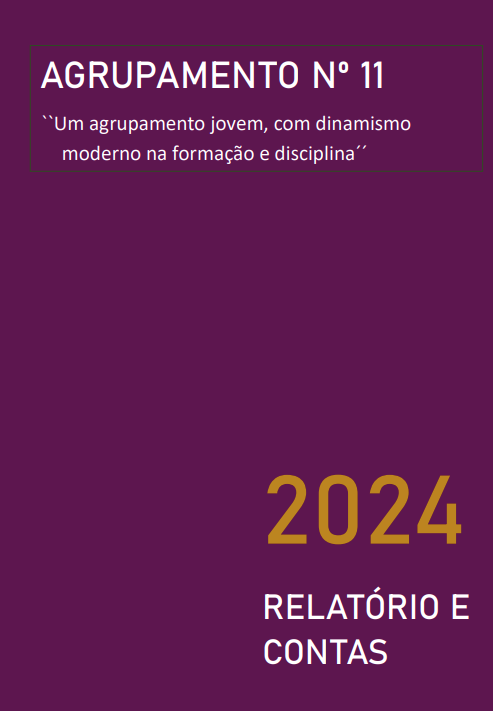 AGRUPAMENTO Nº 11
``Um agrupamento jovem, com dinamismo
moderno na formação e disciplina´´
2024
RELATÓRIO E
CONTAS